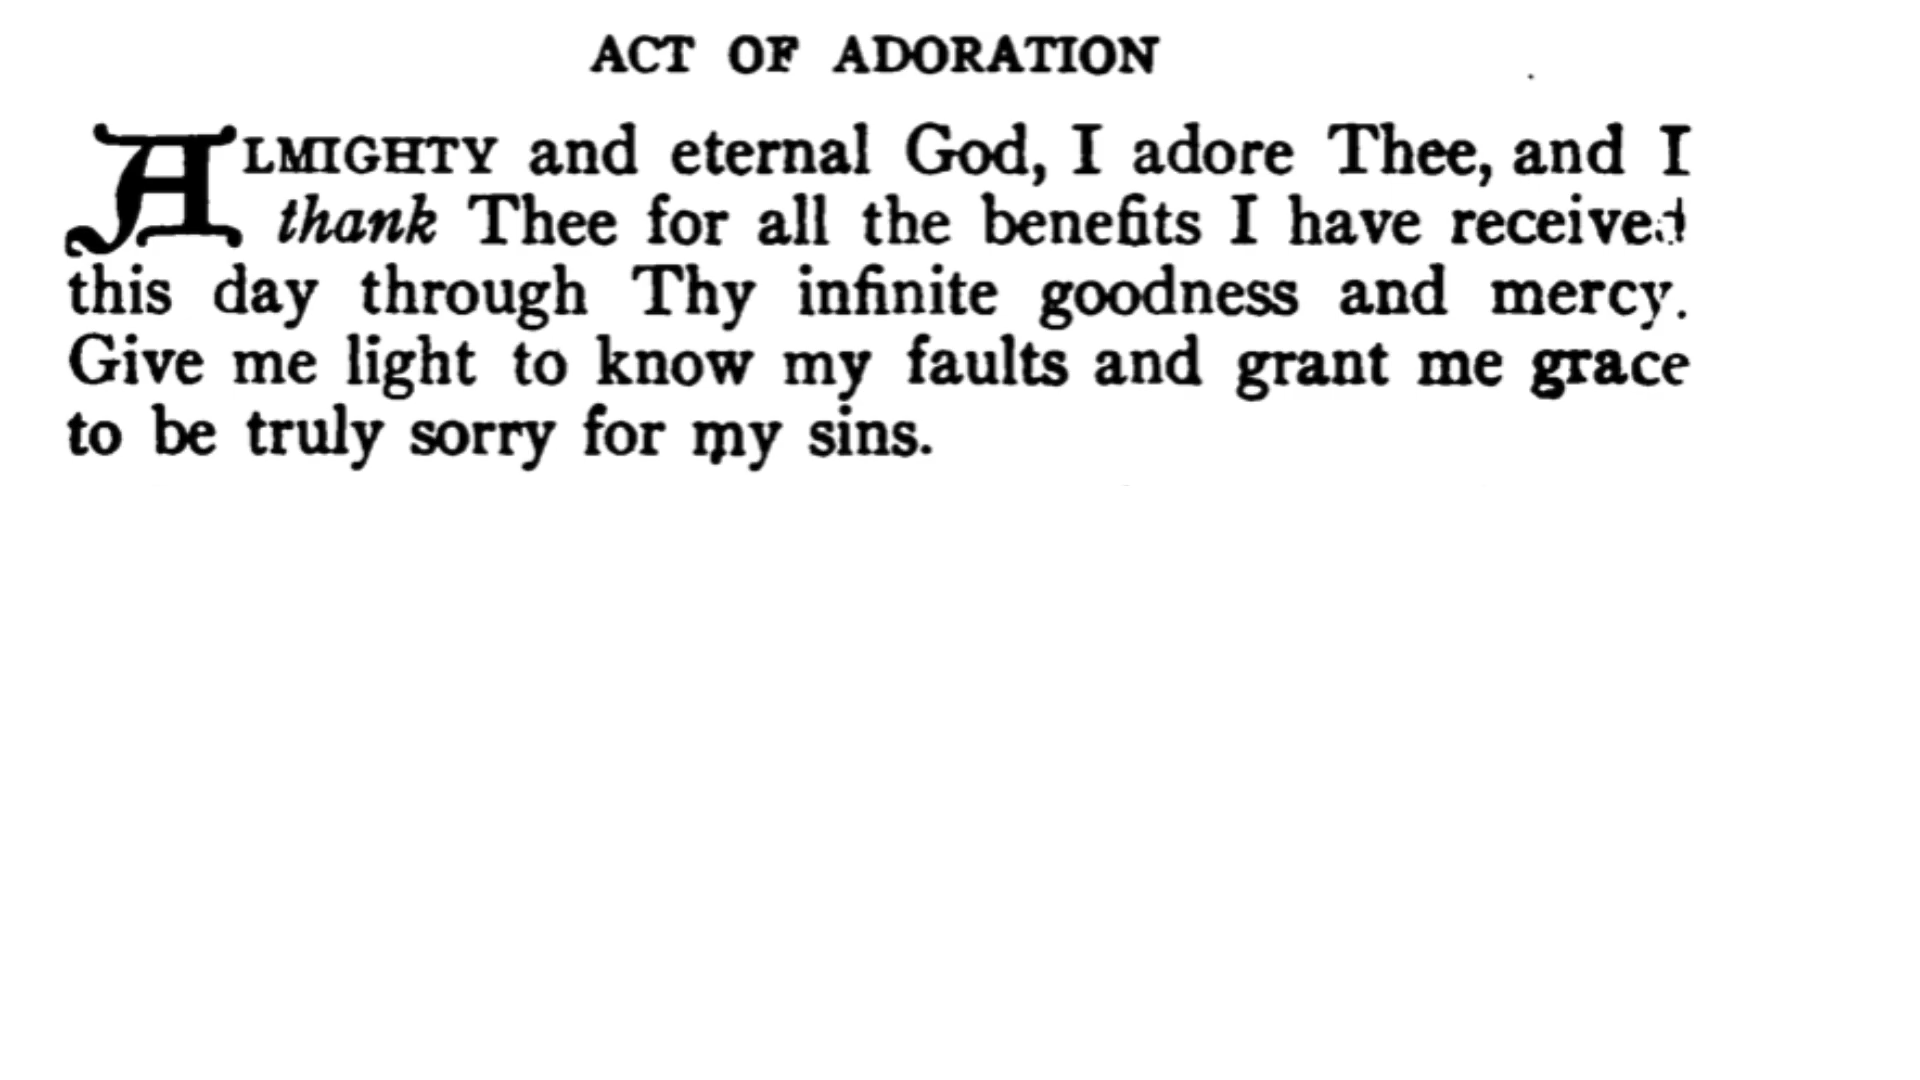 ACT OF ADORATION
ALMIGHTY and eternal God, I adore Thee, and I
thank Thee for all the benefits I have received
this day through Thy infinite goodness and mercy.
Give me light to know my faults and grant me grace
to be truly sorry for my sins.